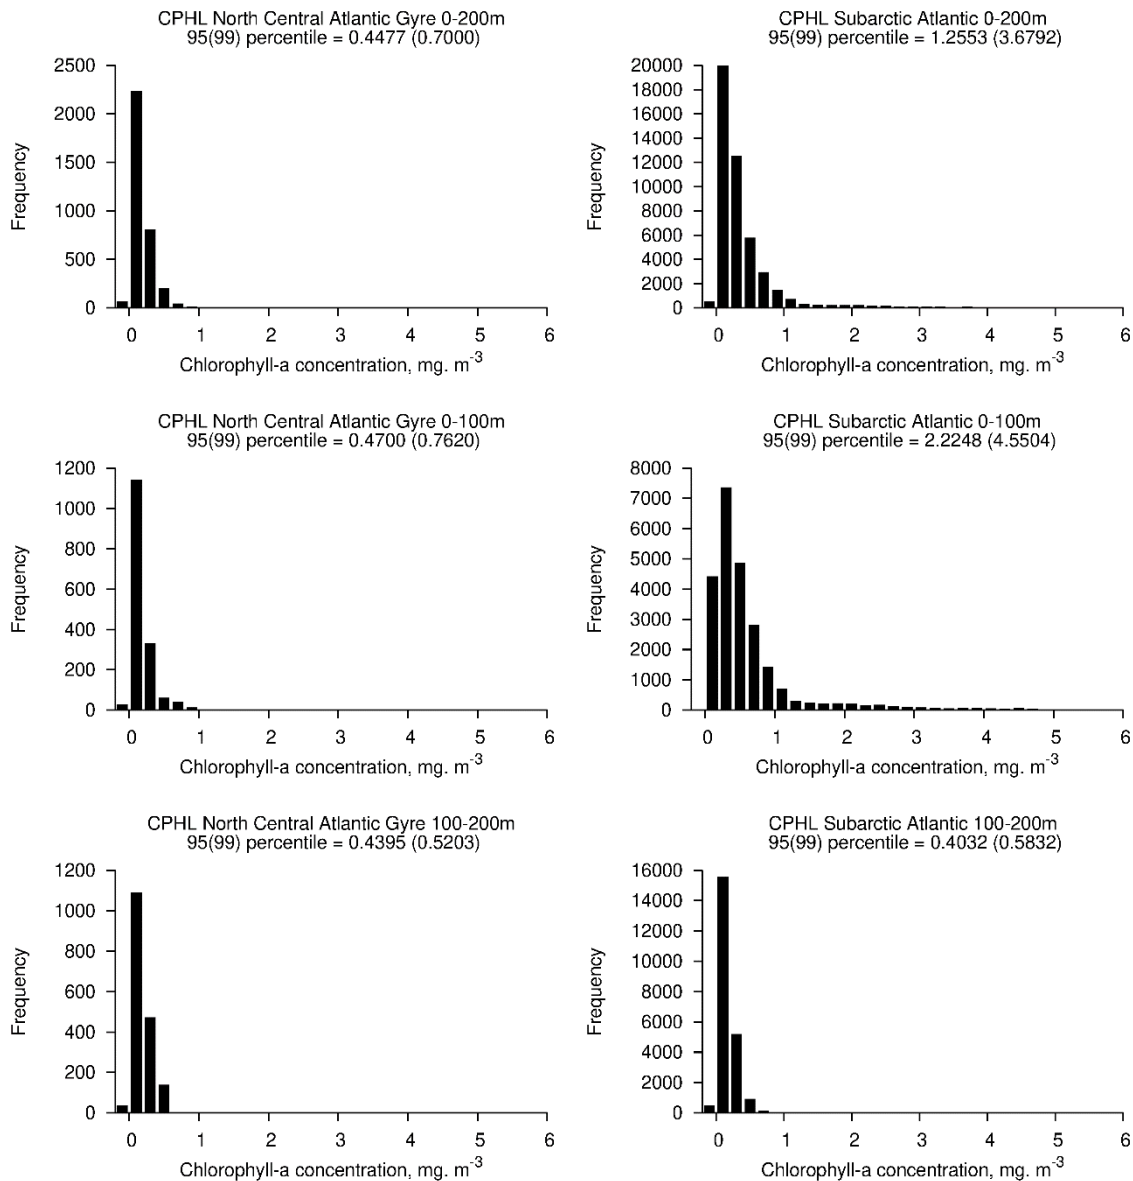 CPHL North Central Atlantic Gyre 0-200m
95(99) percentile = 0.4477 (0.7000)
2500
2000
1500
1000
500
0
Frequency
0 1 2 3 4 5 6
Chlorophyll-a concentration, mg. m-3
CPHL Subarctic Atlantic 0-200m
95(99) percentile = 1.2553 (3.6792)
20000
18000
16000
14000
12000
10000
8000
6000
4000
2000
0
Frequency
0 1 2 3 4 5 6
Chlorophyll-a concentration, mg. m-3
CPHL North Central Atlantic Gyre 0-100m
95(99) percentile = 0.4700 (0.7620)
1200
1000
800
600
400
200
0
Frequency
0 1 2 3 4 5 6
Chlorophyll-a concentration, mg. m-3
CPHL Subarctic Atlantic 0-100m
95(99) percentile = 2.2248 (4.5504)
8000
7000
6000
5000
4000
3000
2000
1000
0
Frequency
0 1 2 3 4 5 6
Chlorophyll-a concentration, mg. m-3
CPHL North Central Atlantic Gyre 100-200m
95(99) percentile = 0.4395 (0.5203)
1200
1000
800
600
400
200
0
Frequency
0 1 2 3 4 5 6
Chlorophyll-a concentration, mg. m-3
CPHL Subarctic Atlantic 100-200m
95(99) percentile = 0.4032 (0.5832)
16000
14000
12000
10000
8000
6000
4000
2000
0
Frequency
0 1 2 3 4 5 6
Chlorophyll-a concentration, mg. m-3